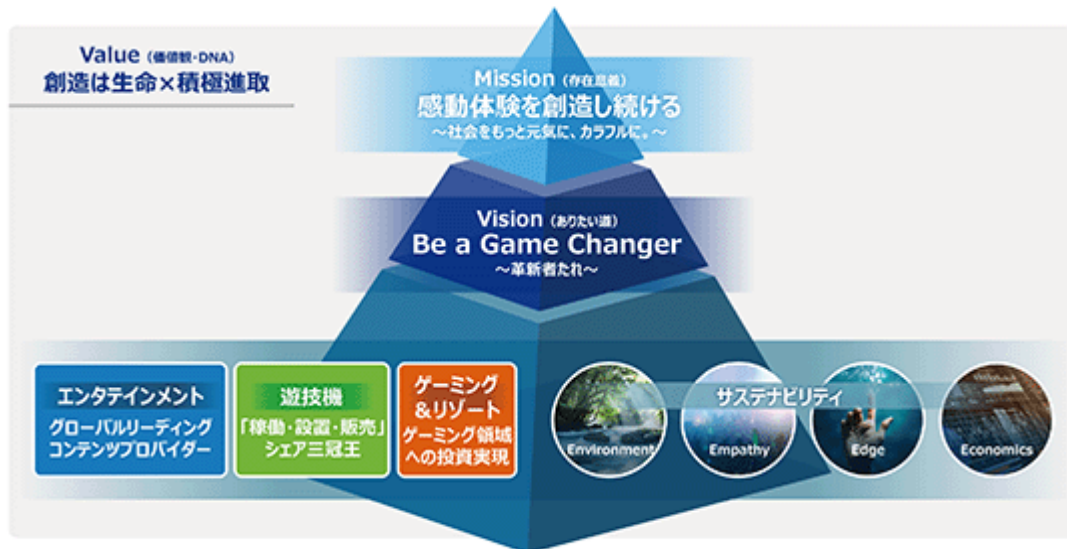 Value (価値観・DNA)
創造は生命×積極進取
Mission (存在意義)
感動体験を創造し続ける
～社会をもっと元気に、カラフルに。～
Vision (ありたい道)
Be a Game Changer
～革新者たれ～
エンタテインメント
グローバルリーディング
コンテンツプロバイダー
遊技機
「稼働・設置・販売」
シェア三冠王
ゲーミング
&リゾート
ゲーミング領域
への投資実現
サステナビリティ
Environment
Empathy
Edge
Economics